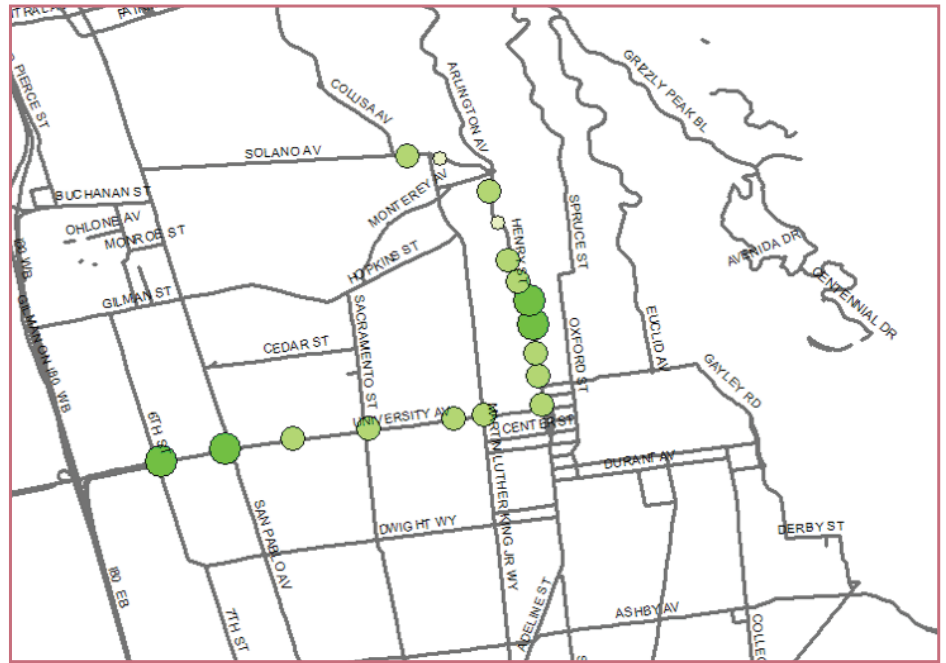 COLUSA AV
ARLINGTON AV
GRIZZLY PEAK BL
PIERCE ST
SOLANO AV
BUCHANAN ST
OHLONE AV
MONROE ST
MONTEREY AV
HENRY ST
SPRUCE ST
AVENIDA DR
CENTENNIAL DR
HOPKINS ST
I80 WB
GILMAN ST
GILMAN ON I80 WB
SACRAMENTO ST
CEDAR ST
OXFORD ST
EUCLID AV
GAYLEY RD
6TH ST
UNIVERSITY AV
CENTER ST
MARTIN LUTHER KING JR WY
DURANT AV
SAN PABLO AV
DWIGHT WY
DERBY ST
I80 EB
7TH ST
ADELINE ST
ASHBY AV
COLLEG